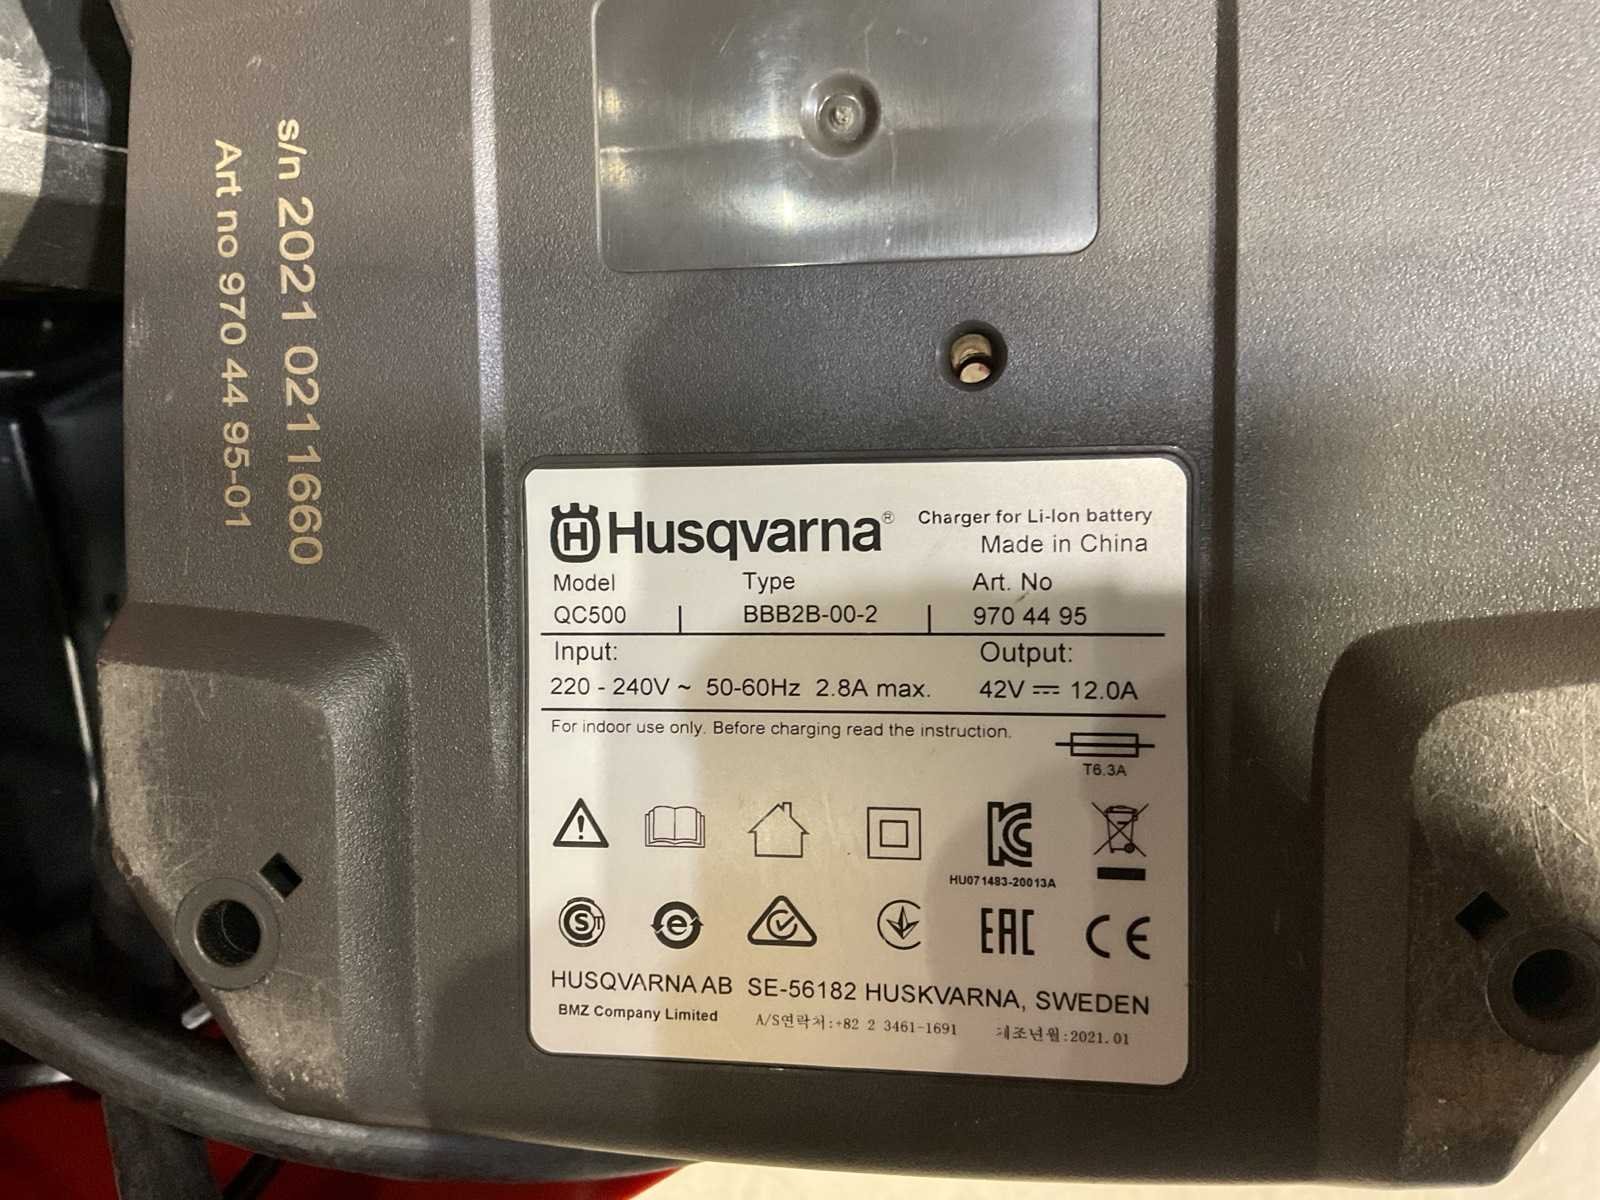 s/n 2021 0211660
Art no 970 44 95-01
Husqvarna® Charger for Li-Ion battery
Made in China
Model Type Art. No
QC500 | BBB2B-00-2 | 970 44 95
Input: Output:
220 - 240V ~ 50-60Hz 2.8A max. 42V ⎓ 12.0A
For indoor use only. Before charging read the instruction.
T6.3A
HU071483-20013A
EAC CE
HUSQVARNA AB SE-56182 HUSKVARNA, SWEDEN
BMZ Company Limited A/S연락처:+82 2 3461-1691 제조년월:2021.01